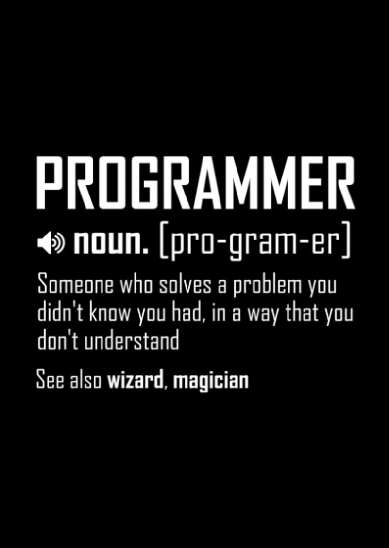 PROGRAMMER
noun. [pro-gram-er]
Someone who solves a problem you
didn't know you had, in a way that you
don't understand
See also wizard, magician